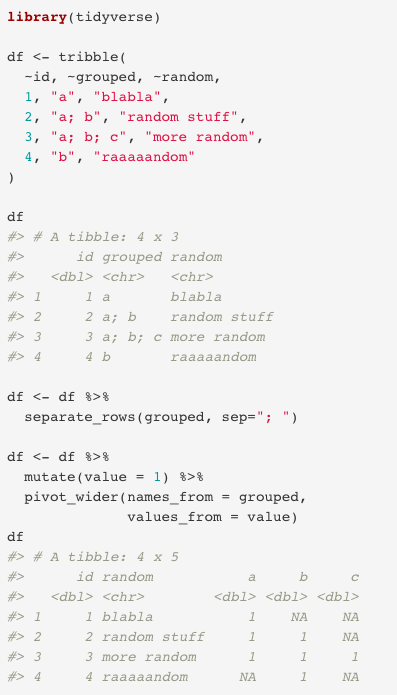 library(tidyverse)
df <- tribble(
  ~id, ~grouped, ~random,
  1, "a", "blabla",
  2, "a; b", "random stuff",
  3, "a; b; c", "more random",
  4, "b", "raaaaandom"
)
df
#> # A tibble: 4 x 3
#>      id grouped random
#>   <dbl> <chr>   <chr>
#> 1     1 a       blabla
#> 2     2 a; b    random stuff
#> 3     3 a; b; c more random
#> 4     4 b       raaaaandom
df <- df %>%
  separate_rows(grouped, sep="; ")
df <- df %>%
  mutate(value = 1) %>%
  pivot_wider(names_from = grouped,
              values_from = value)
df
#> # A tibble: 4 x 5
#>      id random           a     b     c
#>   <dbl> <chr>        <dbl> <dbl> <dbl>
#> 1     1 blabla           1    NA    NA
#> 2     2 random stuff     1     1    NA
#> 3     3 more random      1     1     1
#> 4     4 raaaaandom      NA     1    NA